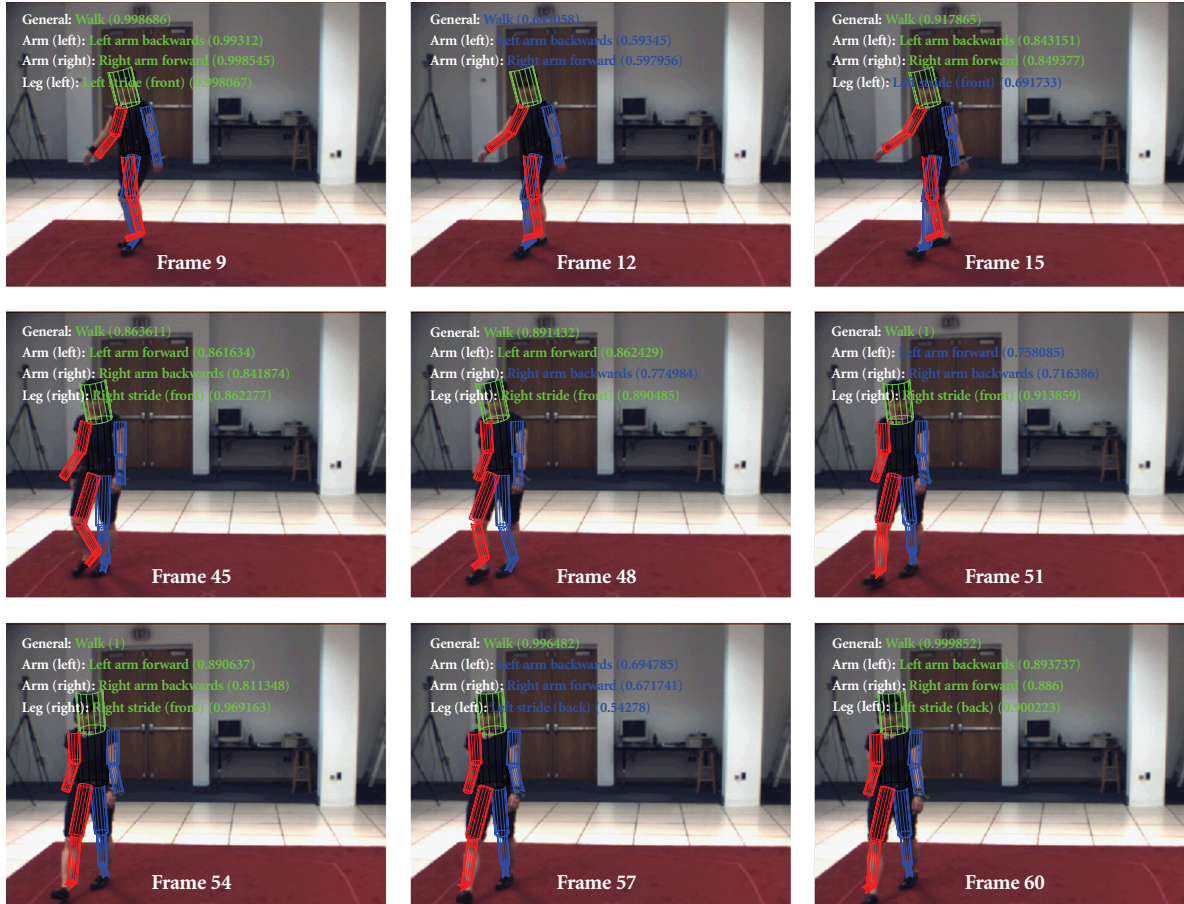 General: Walk (0.998686)
Arm (left): Left arm backwards (0.99312)
Arm (right): Right arm forward (0.998545)
Leg (left): Left stride (front) (0.998067)
Frame 9
General: Walk (0.633058)
Arm (left): Left arm backwards (0.59345)
Arm (right): Right arm forward (0.597956)
Frame 12
General: Walk (0.917865)
Arm (left): Left arm backwards (0.843151)
Arm (right): Right arm forward (0.849377)
Leg (left): Left stride (front) (0.691733)
Frame 15
General: Walk (0.863611)
Arm (left): Left arm forward (0.861634)
Arm (right): Right arm backwards (0.841874)
Leg (right): Right stride (front) (0.862277)
Frame 45
General: Walk (0.891432)
Arm (left): Left arm forward (0.862429)
Arm (right): Right arm backwards (0.774984)
Leg (right): Right stride (front) (0.890485)
Frame 48
General: Walk (1)
Arm (left): Left arm forward (0.758085)
Arm (right): Right arm backwards (0.716386)
Leg (right): Right stride (front) (0.913859)
Frame 51
General: Walk (1)
Arm (left): Left arm forward (0.890637)
Arm (right): Right arm backwards (0.811348)
Leg (right): Right stride (front) (0.969163)
Frame 54
General: Walk (0.996482)
Arm (left): Left arm backwards (0.694785)
Arm (right): Right arm forward (0.671741)
Leg (left): Left stride (back) (0.54278)
Frame 57
General: Walk (0.999852)
Arm (left): Left arm backwards (0.893737)
Arm (right): Right arm forward (0.886)
Leg (left): Left stride (back) (0.900223)
Frame 60